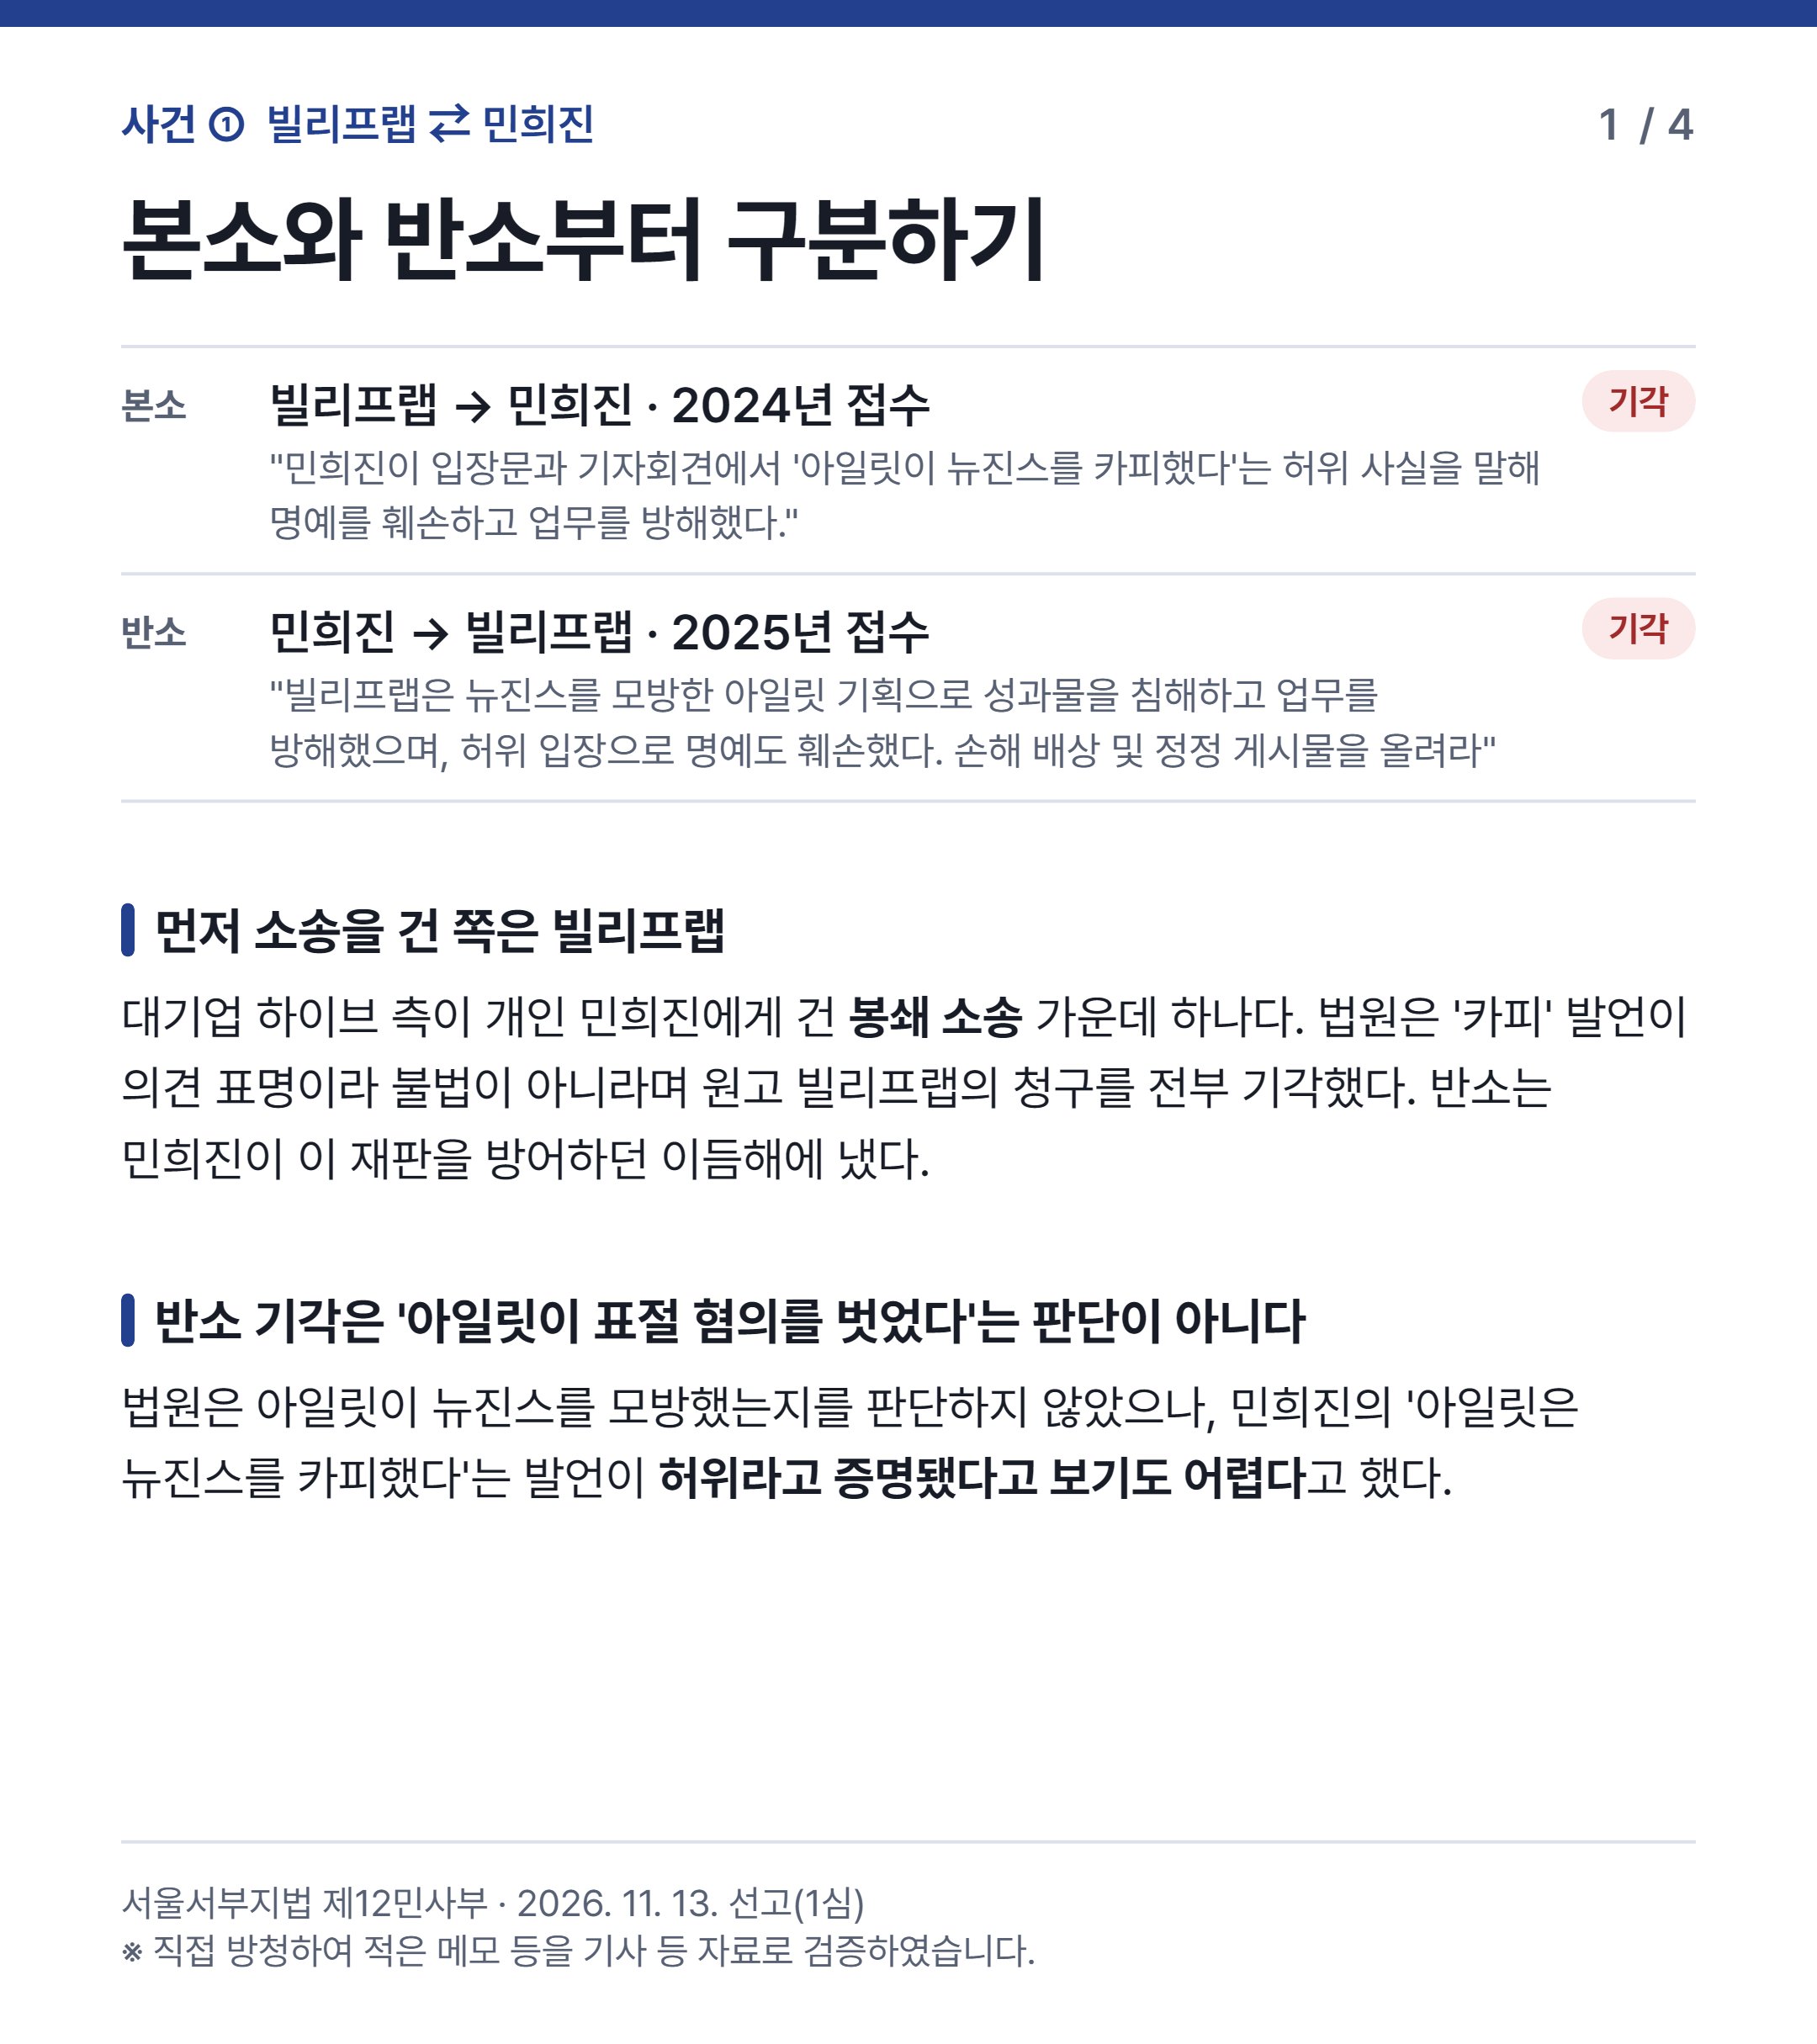 사건 ① 빌리프랩 ⇄ 민희진
1 / 4
본소와 반소부터 구분하기
본소
빌리프랩 → 민희진 · 2024년 접수
기각
"민희진이 입장문과 기자회견에서 '아일릿이 뉴진스를 카피했다'는 허위 사실을 말해
명예를 훼손하고 업무를 방해했다."
반소
민희진 → 빌리프랩 · 2025년 접수
기각
"빌리프랩은 뉴진스를 모방한 아일릿 기획으로 성과물을 침해하고 업무를
방해했으며, 허위 입장으로 명예도 훼손했다. 손해 배상 및 정정 게시물을 올려라"
먼저 소송을 건 쪽은 빌리프랩
대기업 하이브 측이 개인 민희진에게 건 봉쇄 소송 가운데 하나다. 법원은 '카피' 발언이
의견 표명이라 불법이 아니라며 원고 빌리프랩의 청구를 전부 기각했다. 반소는
민희진이 이 재판을 방어하던 이듬해에 냈다.
반소 기각은 '아일릿이 표절 혐의를 벗었다'는 판단이 아니다
법원은 아일릿이 뉴진스를 모방했는지를 판단하지 않았으나, 민희진의 '아일릿은
뉴진스를 카피했다'는 발언이 허위라고 증명됐다고 보기도 어렵다고 했다.
서울서부지법 제12민사부 · 2026. 11. 13. 선고(1심)
※ 직접 방청하여 적은 메모 등을 기사 등 자료로 검증하였습니다.